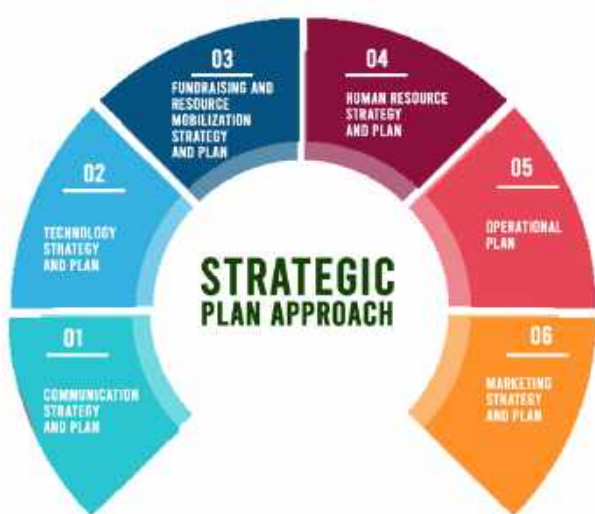 03
FUNDRAISING AND
RESOURCE
MOBILIZATION
STRATEGY
AND PLAN
04
HUMAN RESOURCE
STRATEGY
AND PLAN
02
TECHNOLOGY
STRATEGY
AND PLAN
05
OPERATIONAL
PLAN
STRATEGIC
PLAN APPROACH
01
COMMUNICATION
STRATEGY
AND PLAN
06
MARKETING
STRATEGY
AND PLAN